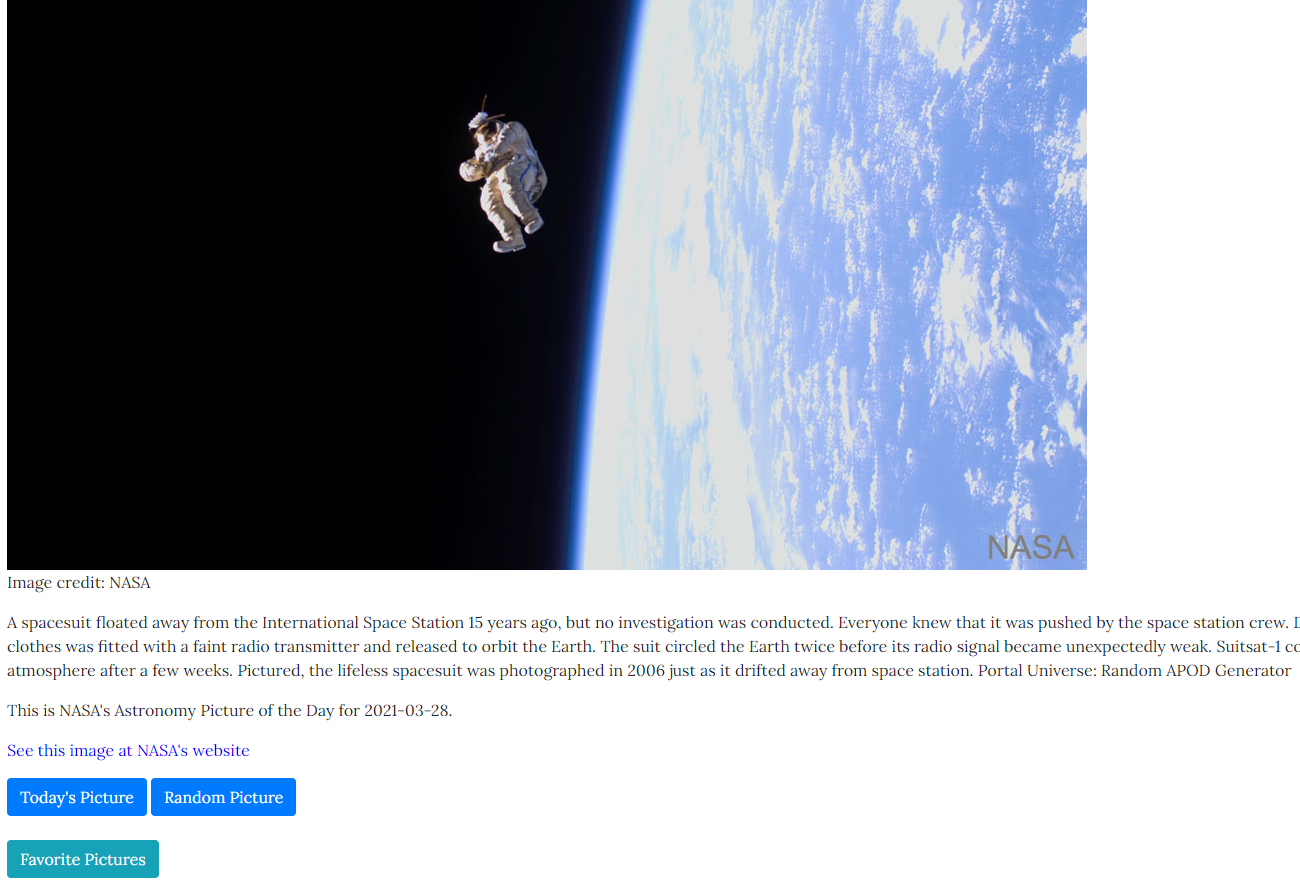 NASA
Image credit: NASA
A spacesuit floated away from the International Space Station 15 years ago, but no investigation was conducted. Everyone knew that it was pushed by the space station crew.
clothes was fitted with a faint radio transmitter and released to orbit the Earth. The suit circled the Earth twice before its radio signal became unexpectedly weak. Suitsat-1
atmosphere after a few weeks. Pictured, the lifeless spacesuit was photographed in 2006 just as it drifted away from space station. Portal Universe: Random APOD Generator
This is NASA's Astronomy Picture of the Day for 2021-03-28.
See this image at NASA's website
Today's Picture Random Picture
Favorite Pictures